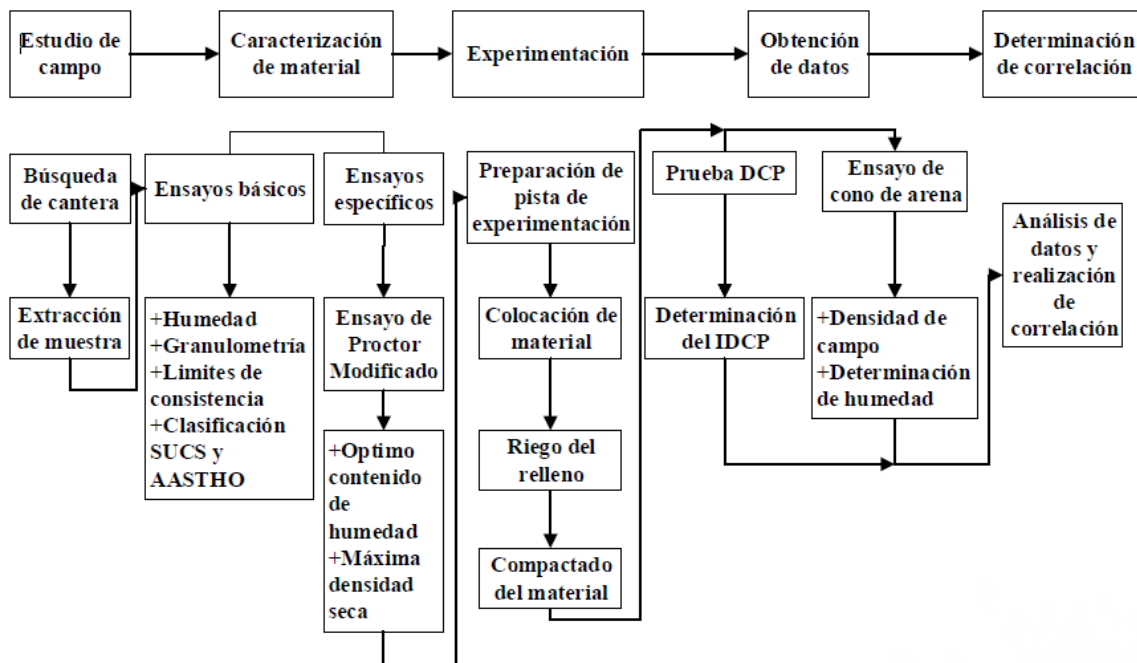 Estudio de
campo
Caracterización
de material
Experimentación
Obtención
de datos
Determinación
de correlación
Búsqueda
de cantera
Extracción
de muestra
Ensayos básicos
+Humedad
+Granulometría
+Limites de
consistencia
+Clasificación
SUCS y
AASTHO
Ensayos
específicos
Ensayo de
Proctor
Modificado
+Optimo
contenido
de
humedad
+Máxima
densidad
seca
Preparación de
pista de
experimentación
Colocación de
material
Riego del
relleno
Compactado
del material
Prueba DCP
Determinación
del IDCP
Ensayo de
cono de arena
+Densidad de
campo
+Determinación
de humedad
Análisis de
datos y
realización
de
correlación